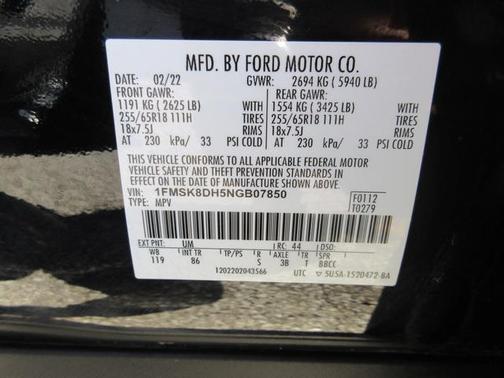 MFD. BY FORD MOTOR CO.
DATE: 02/22 GVWR: 2694 KG ( 5940 LB)
FRONT GAWR: REAR GAWR:
1191 KG ( 2625 LB) 1554 KG ( 3425 LB)
255/65R18 111H TIRES 255/65R18 111H TIRES
18x7.5J RIMS 18x7.5J RIMS
AT 230 kPa/ 33 PSI COLD AT 230 kPa/ 33 PSI COLD
THIS VEHICLE CONFORMS TO ALL APPLICABLE FEDERAL MOTOR
VEHICLE SAFETY AND THEFT PREVENTION STANDARDS IN
EFFECT ON THE DATE OF MANUFACTURE SHOWN ABOVE.
VIN: 1FMSK8DH5NGB07850 F0112
TYPE: MPV T0279
EXT PNT: UM RC: 44 DSO:
WB INT TR TP/PS R AXLE TR SPR
119 86 S 3B T BBCC
1202202043566 UTC 5USA-1520472-BA